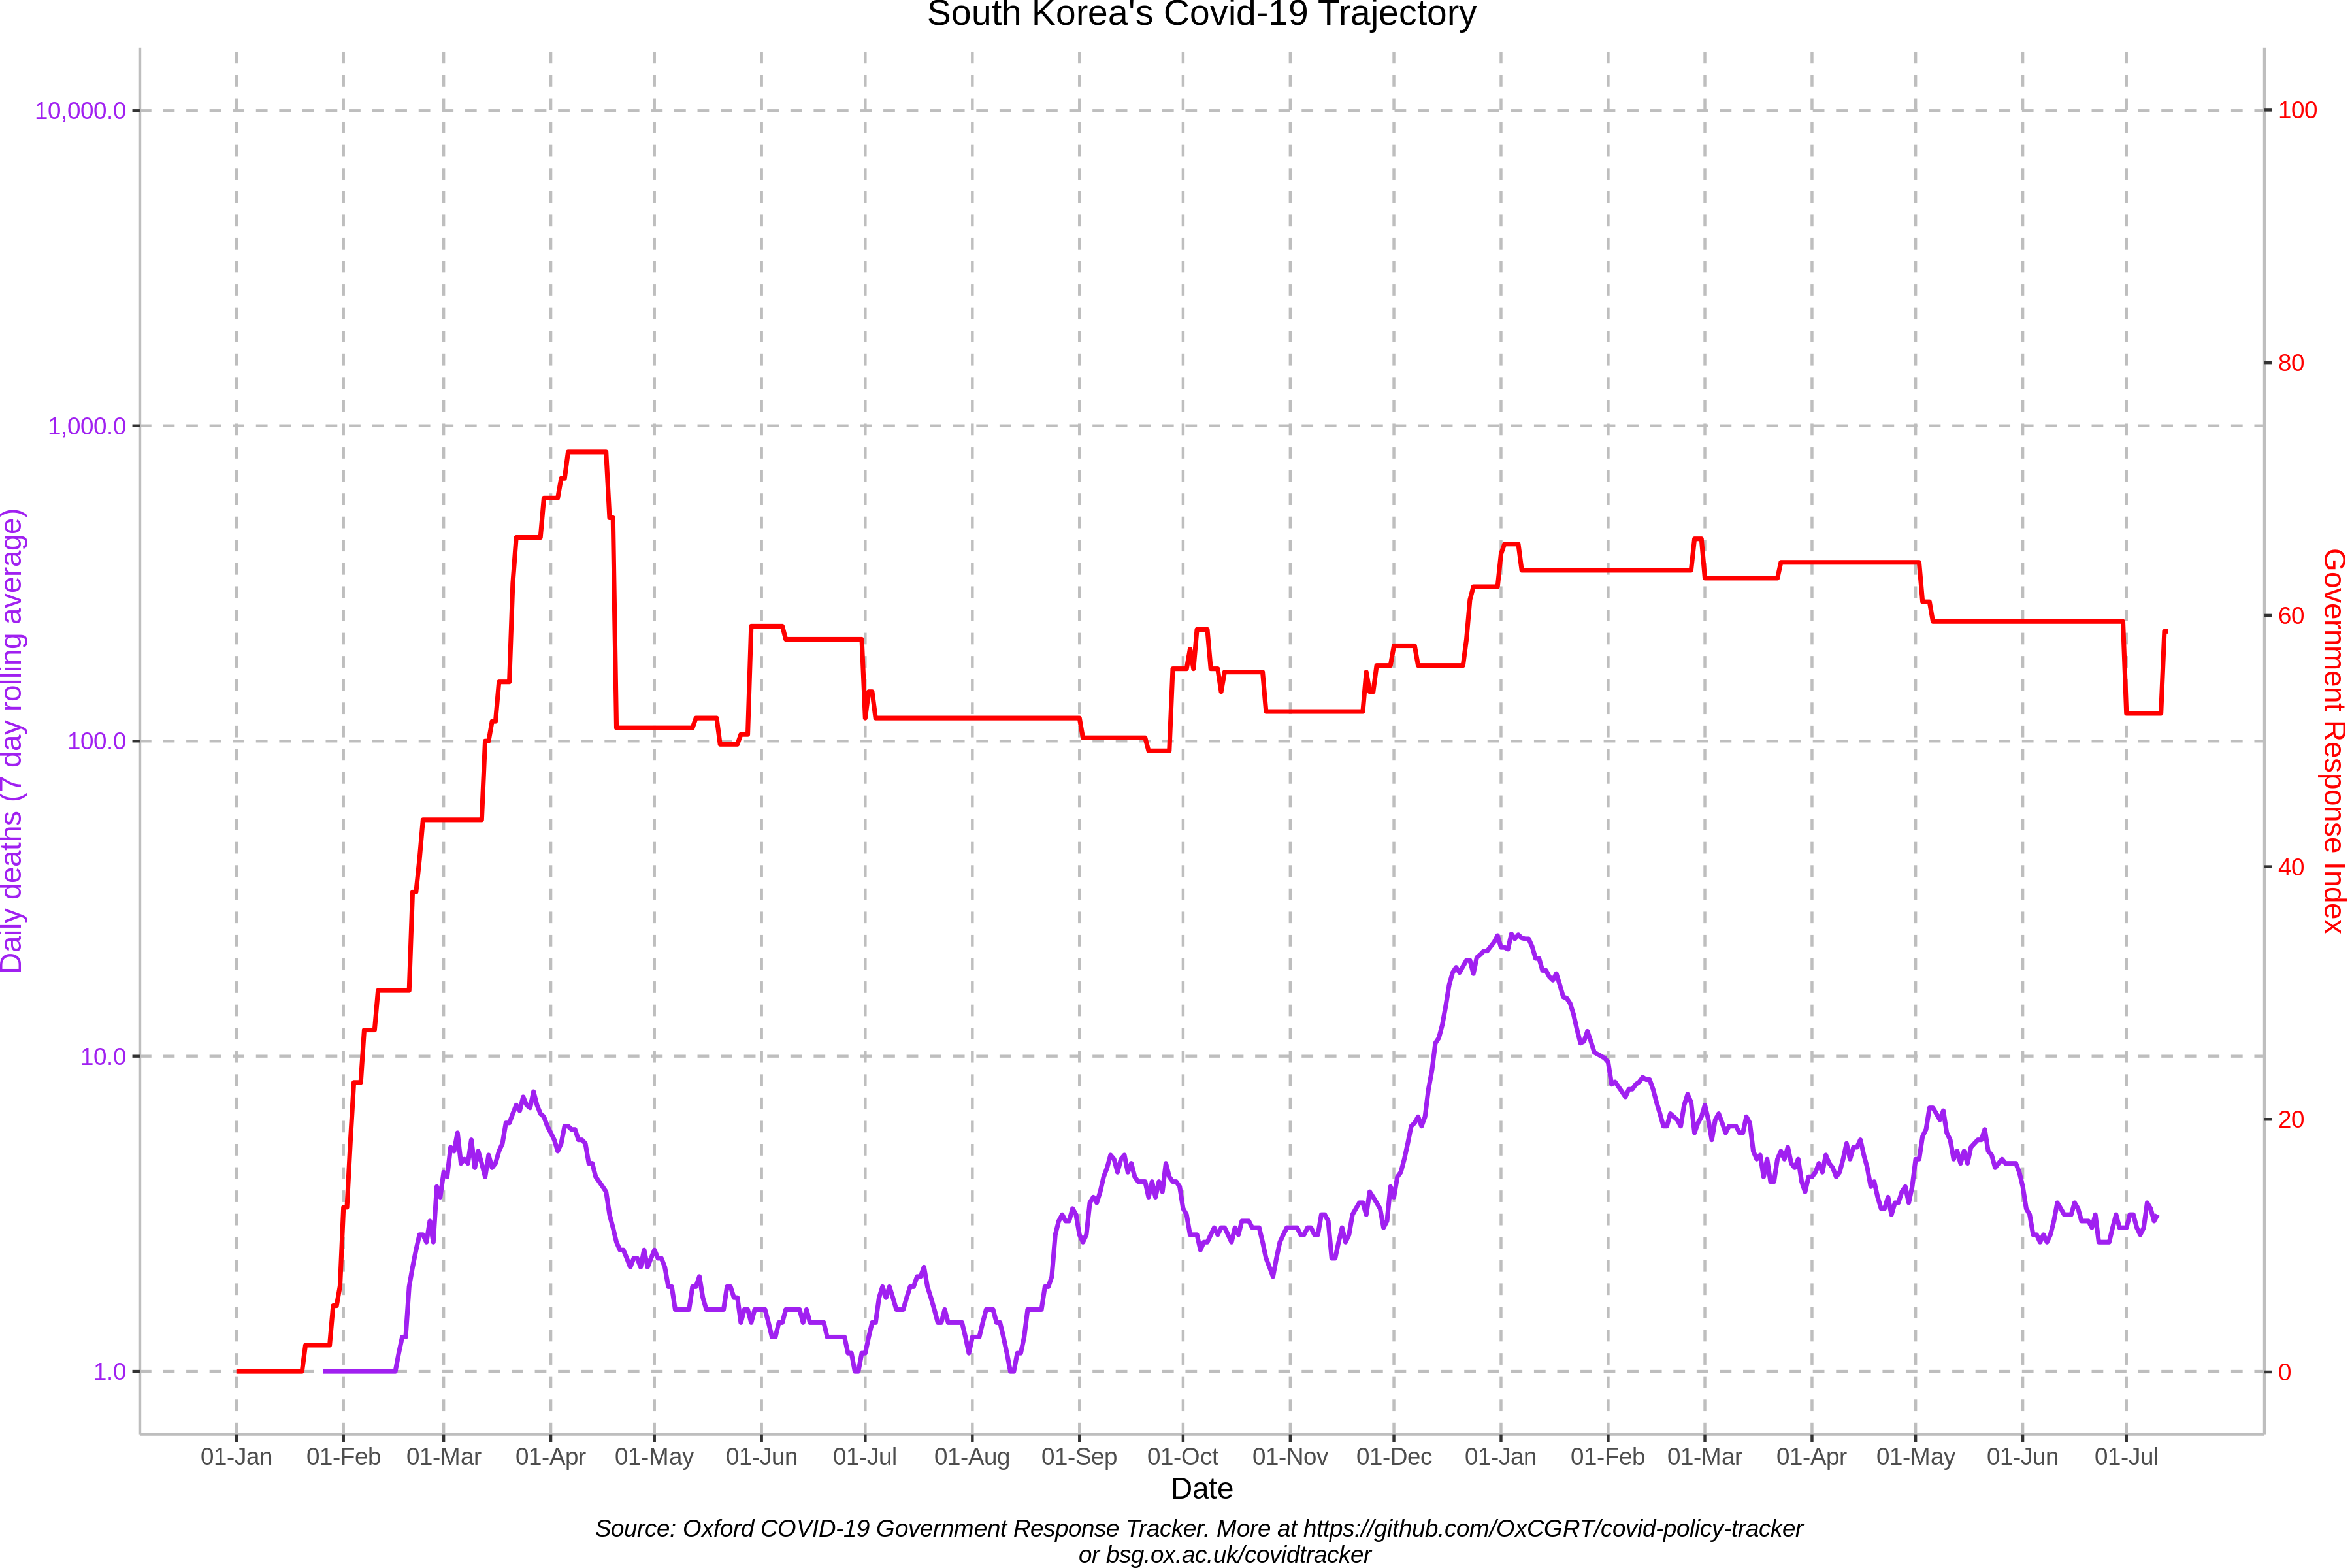 South Korea's Covid-19 Trajectory
10,000.0
1,000.0
100.0
10.0
1.0
Daily deaths (7 day rolling average)
100
80
60
40
20
0
Government Response Index
01-Jan 01-Feb 01-Mar 01-Apr 01-May 01-Jun 01-Jul 01-Aug 01-Sep 01-Oct 01-Nov 01-Dec 01-Jan 01-Feb 01-Mar 01-Apr 01-May 01-Jun 01-Jul
Date
Source: Oxford COVID-19 Government Response Tracker. More at https://github.com/OxCGRT/covid-policy-tracker
or bsg.ox.ac.uk/covidtracker